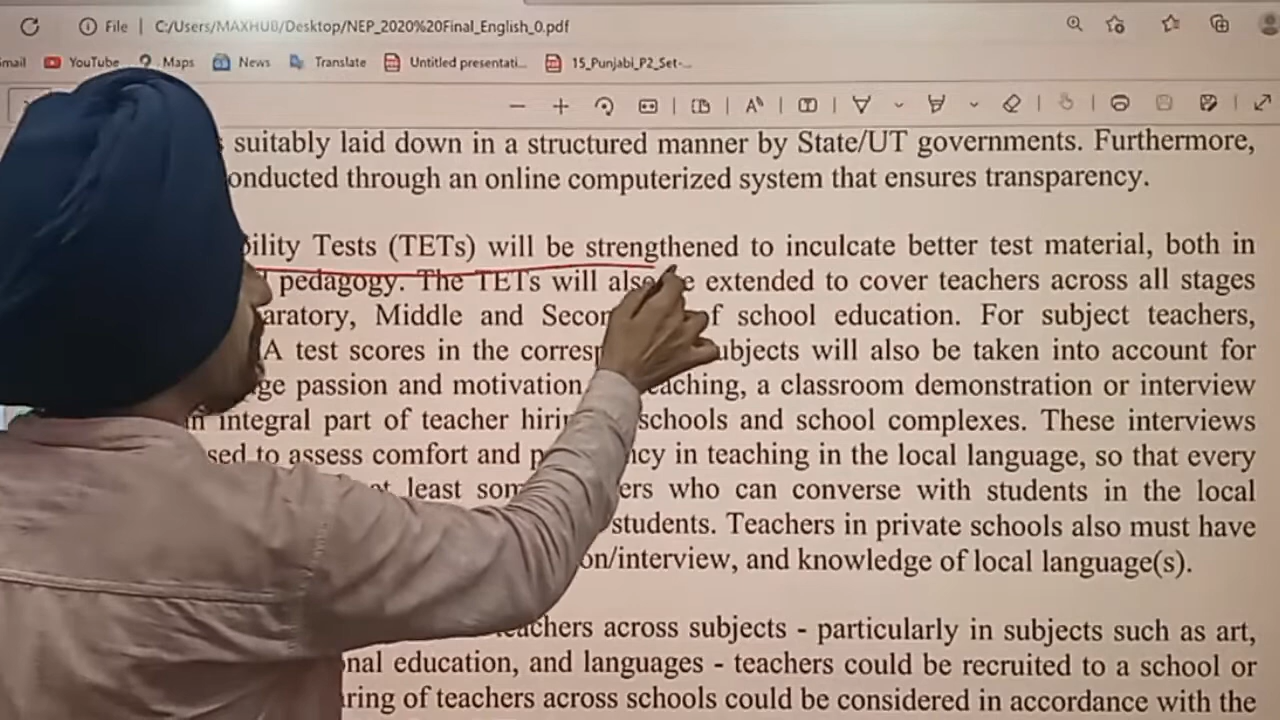 File | C:/Users/MAXHUB/Desktop/NEP_2020%20Final_English_0.pdf
Gmail YouTube Maps News Translate Untitled presentati... 15_Punjabi_P2_Set-...
suitably laid down in a structured manner by State/UT governments. Furthermore,
onducted through an online computerized system that ensures transparency.
bility Tests (TETs) will be strengthened to inculcate better test material, both in
pedagogy. The TETs will also be extended to cover teachers across all stages
aratory, Middle and Secon of school education. For subject teachers,
A test scores in the corresp ubjects will also be taken into account for
ge passion and motivation eaching, a classroom demonstration or interview
n integral part of teacher hiri schools and school complexes. These interviews
sed to assess comfort and p ncy in teaching in the local language, so that every
at least som ers who can converse with students in the local
students. Teachers in private schools also must have
on/interview, and knowledge of local language(s).
eachers across subjects - particularly in subjects such as art,
onal education, and languages - teachers could be recruited to a school or
ring of teachers across schools could be considered in accordance with the